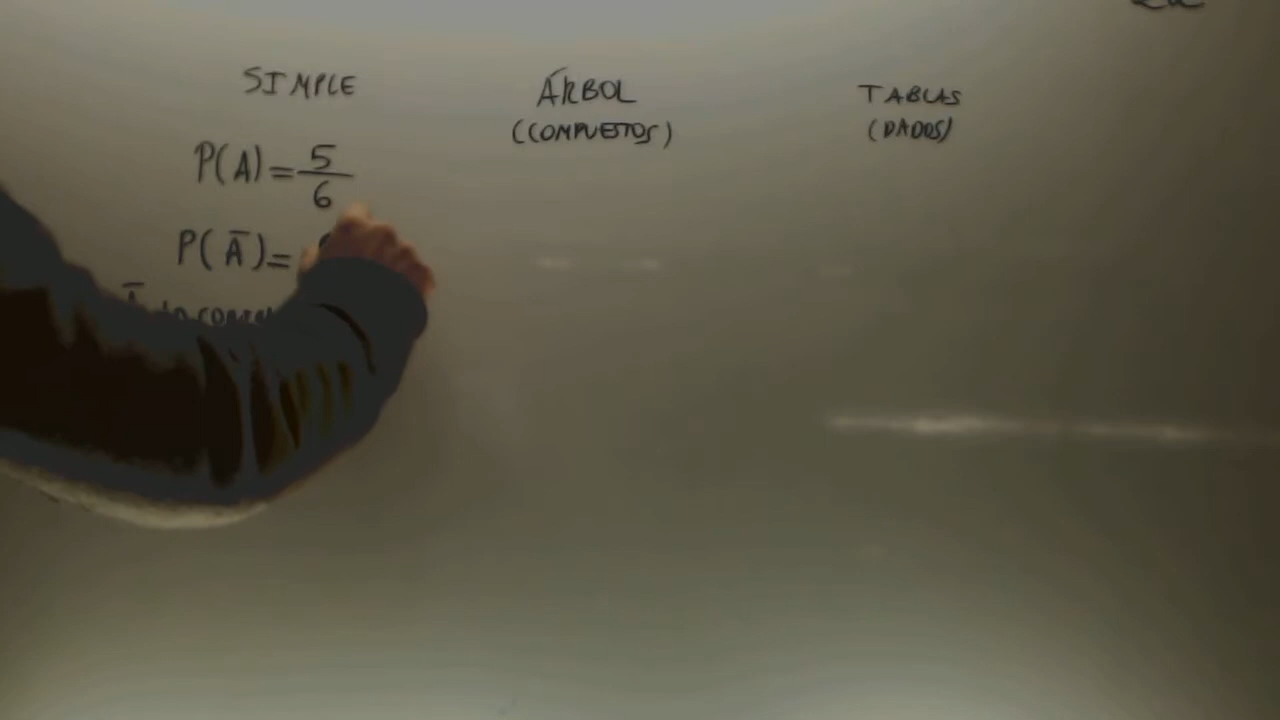 SIMPLE
P(A) = 5/6
P(Ā) =
ÁRBOL
(COMPUESTOS)
TABLAS
(DADOS)